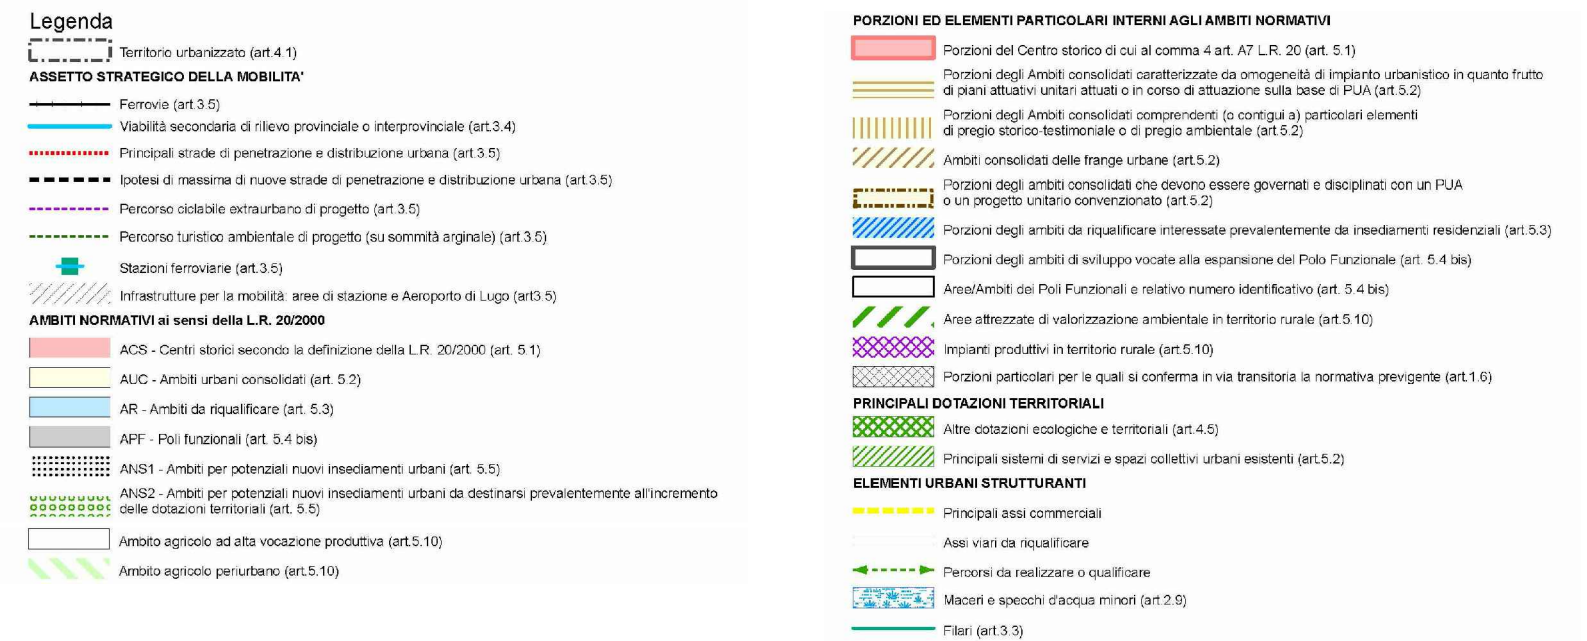 Legenda
Territorio urbanizzato (art.4.1)
ASSETTO STRATEGICO DELLA MOBILITA'
Ferrovie (art.3.5)
Viabilità secondaria di rilievo provinciale o interprovinciale (art.3.4)
Principali strade di penetrazione e distribuzione urbana (art.3.5)
Ipotesi di massima di nuove strade di penetrazione e distribuzione urbana (art.3.5)
Percorso ciclabile extraurbano di progetto (art.3.5)
Percorso turistico ambientale di progetto (su sommità arginale) (art.3.5)
Stazioni ferroviarie (art.3.5)
Infrastrutture per la mobilità: aree di stazione e Aeroporto di Lugo (art3.5)
AMBITI NORMATIVI ai sensi della L.R. 20/2000
ACS - Centri storici secondo la definizione della L.R. 20/2000 (art. 5.1)
AUC - Ambiti urbani consolidati (art. 5.2)
AR - Ambiti da riqualificare (art. 5.3)
APF - Poli funzionali (art. 5.4 bis)
ANS1 - Ambiti per potenziali nuovi insediamenti urbani (art. 5.5)
ANS2 - Ambiti per potenziali nuovi insediamenti urbani da destinarsi prevalentemente all'incremento
delle dotazioni territoriali (art. 5.5)
Ambito agricolo ad alta vocazione produttiva (art.5.10)
Ambito agricolo periurbano (art.5.10)
PORZIONI ED ELEMENTI PARTICOLARI INTERNI AGLI AMBITI NORMATIVI
Porzioni del Centro storico di cui al comma 4 art. A7 L.R. 20 (art. 5.1)
Porzioni degli Ambiti consolidati caratterizzate da omogeneità di impianto urbanistico in quanto frutto
di piani attuativi unitari attuati o in corso di attuazione sulla base di PUA (art.5.2)
Porzioni degli Ambiti consolidati comprendenti (o contigui a) particolari elementi
di pregio storico-testimoniale o di pregio ambientale (art.5.2)
Ambiti consolidati delle frange urbane (art.5.2)
Porzioni degli ambiti consolidati che devono essere governati e disciplinati con un PUA
o un progetto unitario convenzionato (art.5.2)
Porzioni degli ambiti da riqualificare interessate prevalentemente da insediamenti residenziali (art.5.3)
Porzioni degli ambiti di sviluppo vocate alla espansione del Polo Funzionale (art. 5.4 bis)
Aree/Ambiti dei Poli Funzionali e relativo numero identificativo (art. 5.4 bis)
Aree attrezzate di valorizzazione ambientale in territorio rurale (art.5.10)
Impianti produttivi in territorio rurale (art.5.10)
Porzioni particolari per le quali si conferma in via transitoria la normativa previgente (art.1.6)
PRINCIPALI DOTAZIONI TERRITORIALI
Altre dotazioni ecologiche e territoriali (art.4.5)
Principali sistemi di servizi e spazi collettivi urbani esistenti (art.5.2)
ELEMENTI URBANI STRUTTURANTI
Principali assi commerciali
Assi viari da riqualificare
Percorsi da realizzare o qualificare
Maceri e specchi d'acqua minori (art.2.9)
Filari (art.3.3)